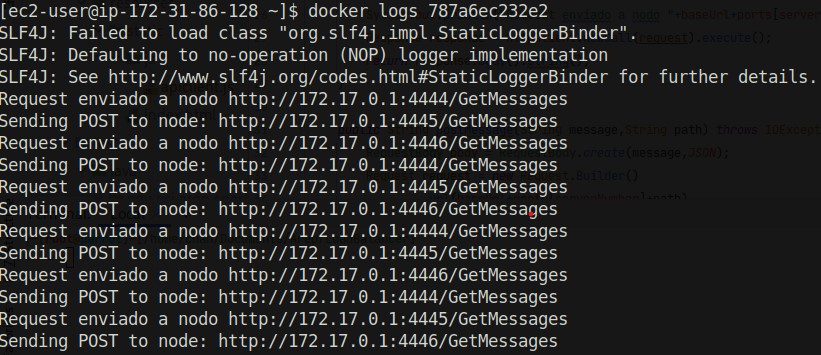 [ec2-user@ip-172-31-86-128 ~]$ docker logs 787a6ec232e2
SLF4J: Failed to load class "org.slf4j.impl.StaticLoggerBinder".
SLF4J: Defaulting to no-operation (NOP) logger implementation
SLF4J: See http://www.slf4j.org/codes.html#StaticLoggerBinder for further details.
Request enviado a nodo http://172.17.0.1:4444/GetMessages
Sending POST to node: http://172.17.0.1:4445/GetMessages
Request enviado a nodo http://172.17.0.1:4446/GetMessages
Sending POST to node: http://172.17.0.1:4444/GetMessages
Request enviado a nodo http://172.17.0.1:4445/GetMessages
Sending POST to node: http://172.17.0.1:4446/GetMessages
Request enviado a nodo http://172.17.0.1:4444/GetMessages
Sending POST to node: http://172.17.0.1:4445/GetMessages
Request enviado a nodo http://172.17.0.1:4446/GetMessages
Sending POST to node: http://172.17.0.1:4444/GetMessages
Request enviado a nodo http://172.17.0.1:4445/GetMessages
Sending POST to node: http://172.17.0.1:4446/GetMessages